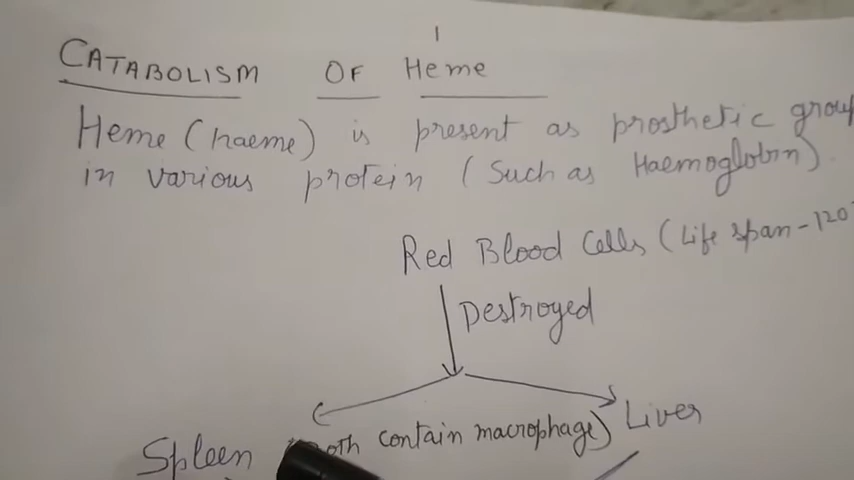 CATABOLISM OF Heme
Heme (haeme) is present as prosthetic group
in various protein (Such as Haemoglobin).
Red Blood Cells (Life span - 120
Destroyed
Spleen (Both contain macrophage) Liver